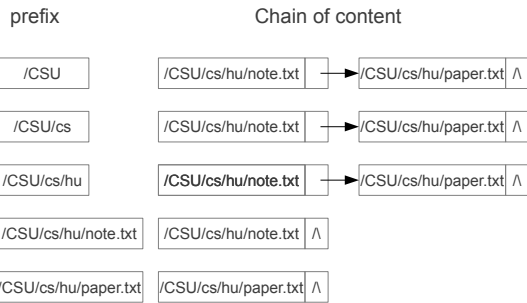 prefix Chain of content
/CSU /CSU/cs/hu/note.txt /CSU/cs/hu/paper.txt /\
/CSU/cs /CSU/cs/hu/note.txt /CSU/cs/hu/paper.txt /\
/CSU/cs/hu /CSU/cs/hu/note.txt /CSU/cs/hu/paper.txt /\
/CSU/cs/hu/note.txt /CSU/cs/hu/note.txt /\
/CSU/cs/hu/paper.txt /CSU/cs/hu/paper.txt /\